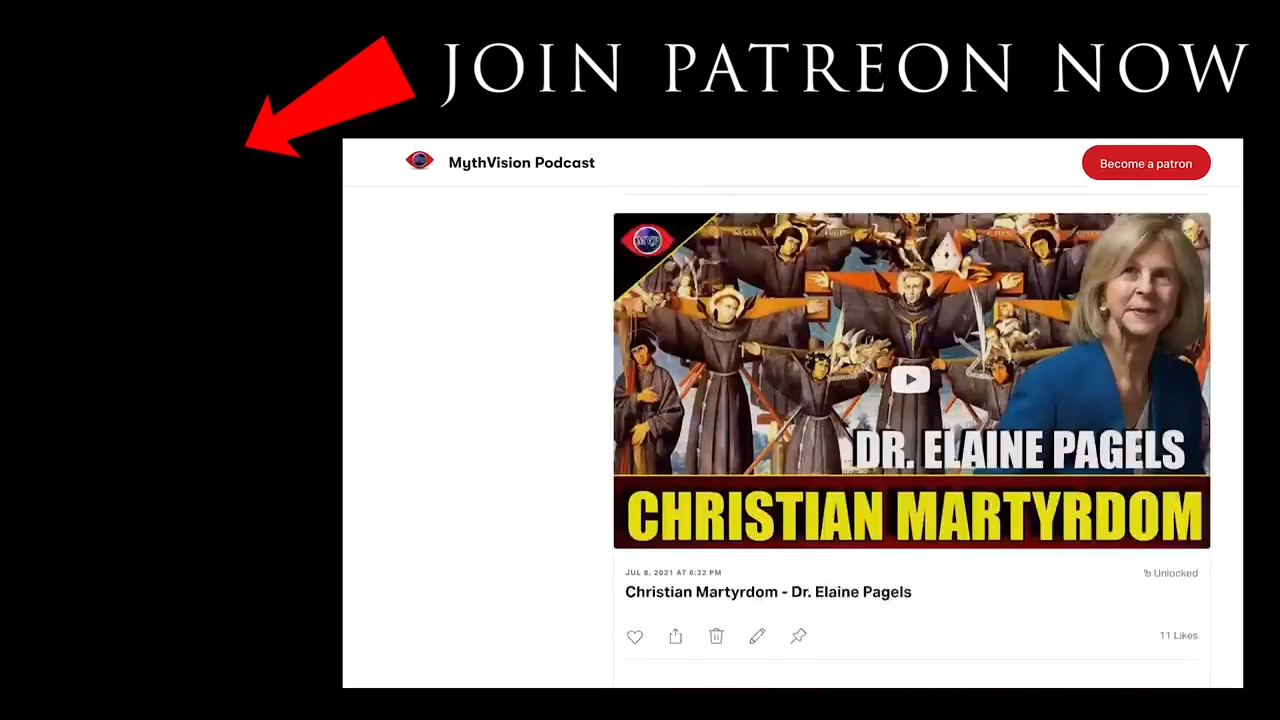 JOIN PATREON NOW
MythVision Podcast
Become a patron
MVP
DR. ELAINE PAGELS
CHRISTIAN MARTYRDOM
JUL 8, 2021 AT 6:32 PM
Unlocked
Christian Martyrdom - Dr. Elaine Pagels
11 Likes